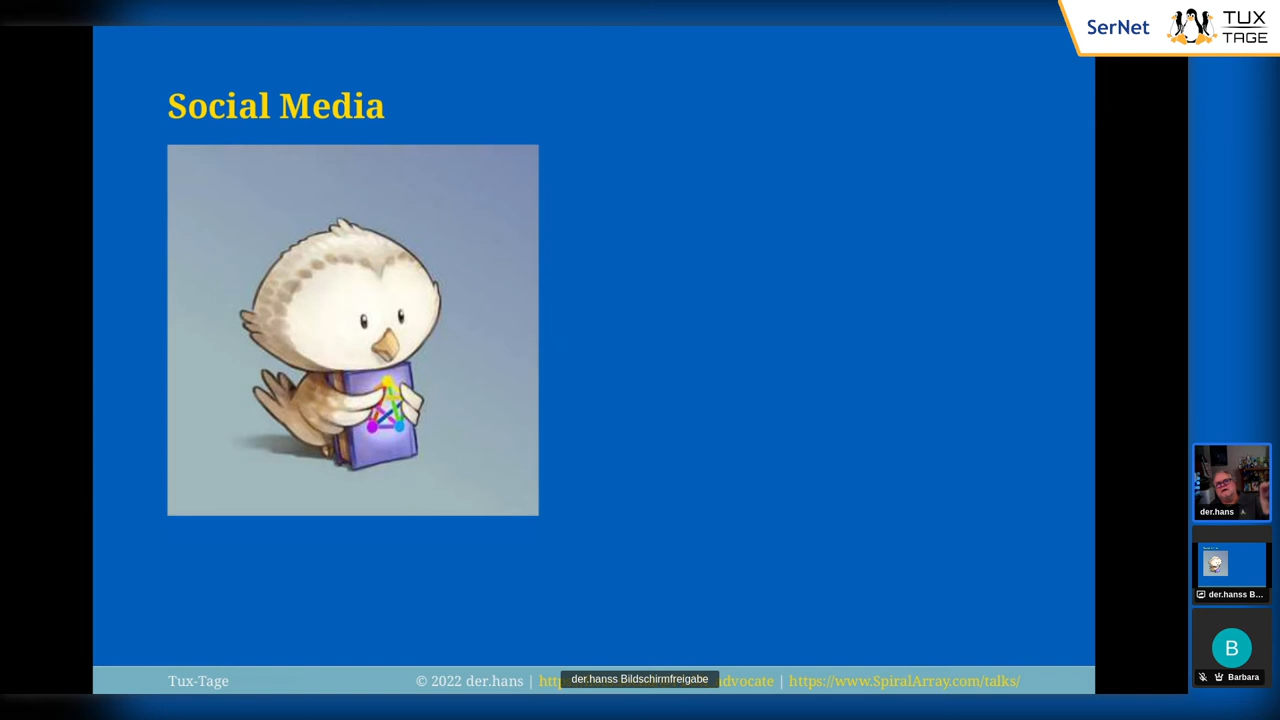 SerNet
TUX
TAGE
Social Media
der.hans
der.hanss B...
B
Barbara
Tux-Tage
© 2022 der.hans | http advocate | https://www.SpiralArray.com/talks/
der.hanss Bildschirmfreigabe